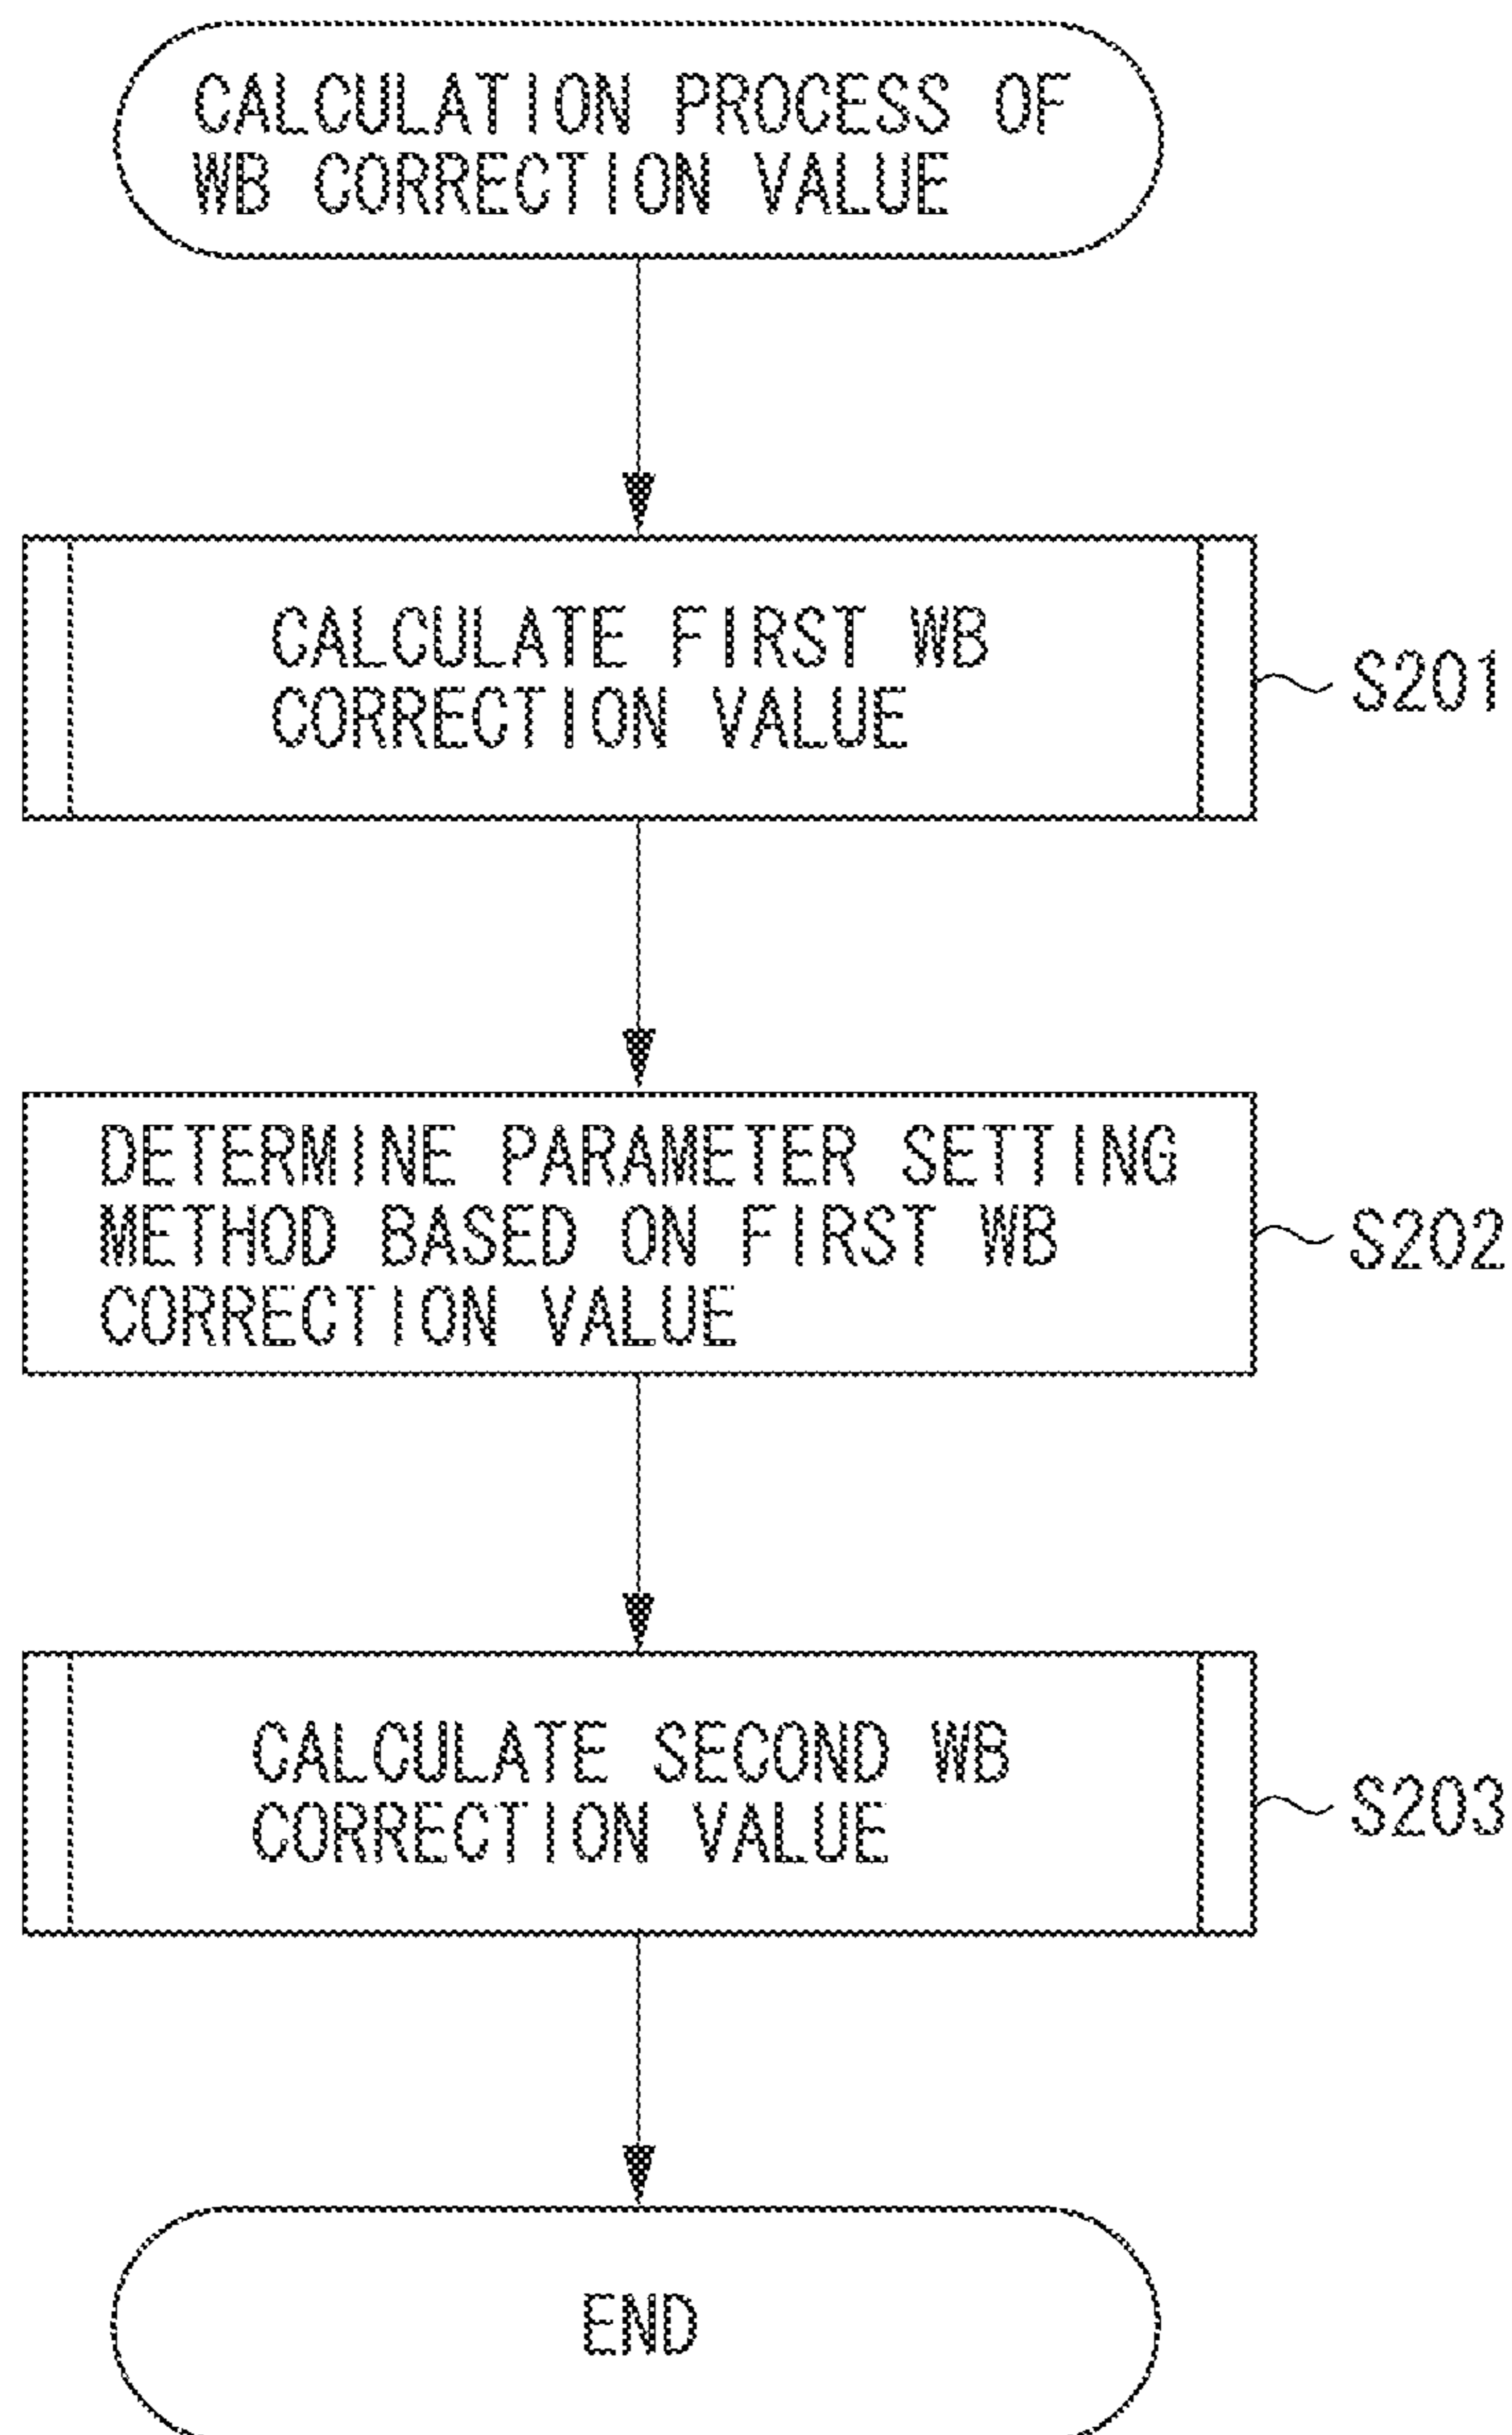 CALCULATION PROCESS OF
WB CORRECTION VALUE
CALCULATE FIRST WB
CORRECTION VALUE
S201
DETERMINE PARAMETER SETTING
METHOD BASED ON FIRST WB
CORRECTION VALUE
S202
CALCULATE SECOND WB
CORRECTION VALUE
S203
END